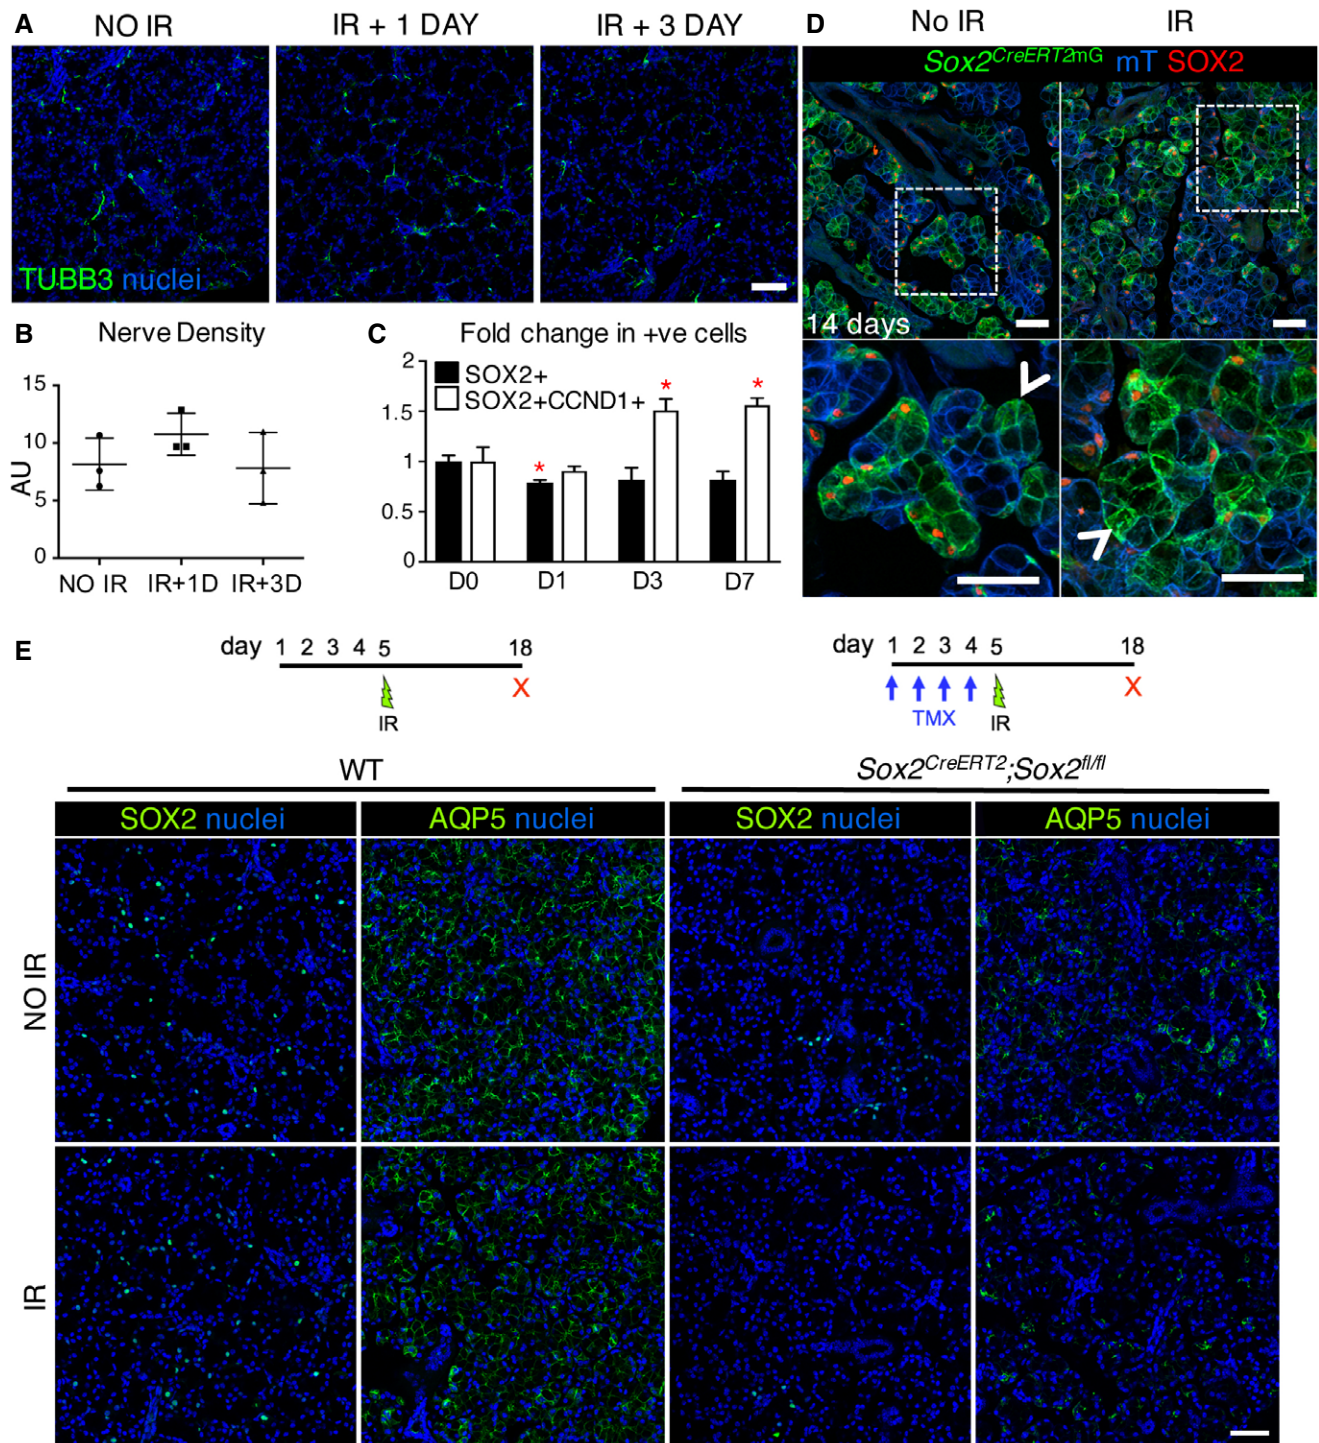 A
NO IR
IR + 1 DAY
IR + 3 DAY
TUBB3 nuclei
B
Nerve Density
AU
15
10
5
0
NO IR
IR+1D
IR+3D
C
Fold change in +ve cells
SOX2+
SOX2+CCND1+
2
1.5
1
0.5
0
*
*
*
D0
D1
D3
D7
D
No IR
IR
Sox2CreERT2mG mT SOX2
14 days
E
day 1 2 3 4 5 18
IR
X
day 1 2 3 4 5 18
TMX
IR
X
WT
Sox2CreERT2;Sox2fl/fl
SOX2 nuclei
AQP5 nuclei
SOX2 nuclei
AQP5 nuclei
NO IR
IR